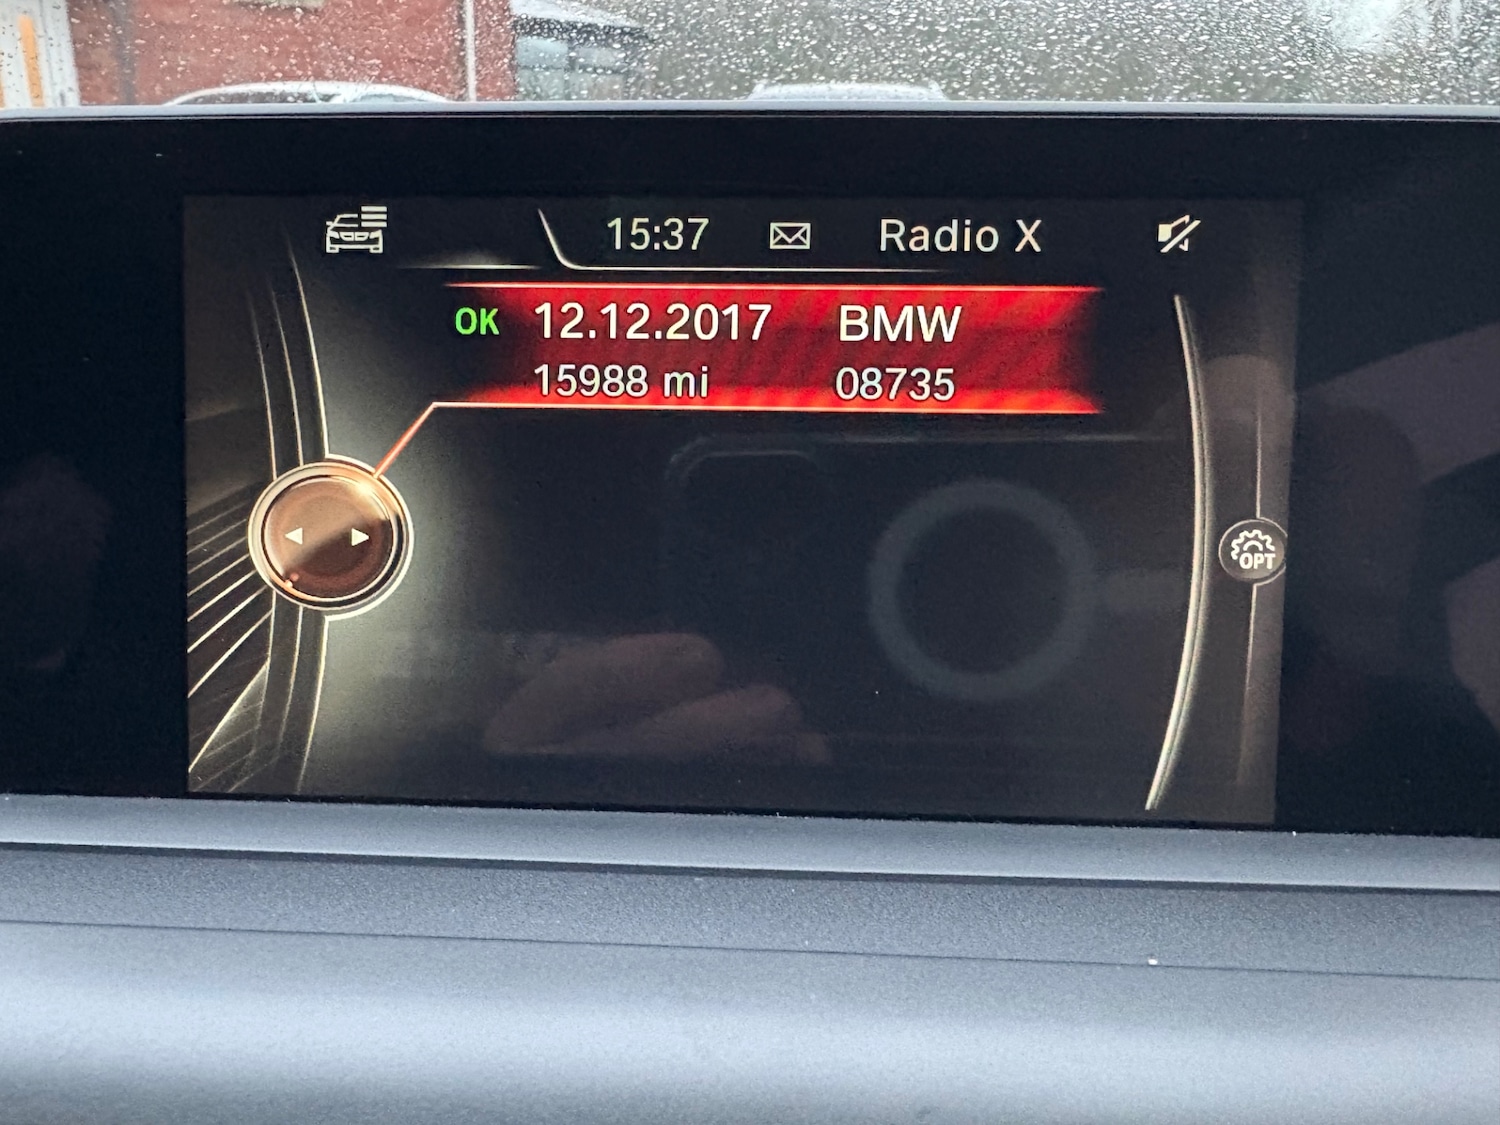 15:37 Radio X
OK 12.12.2017 BMW
15988 mi 08735
OPT